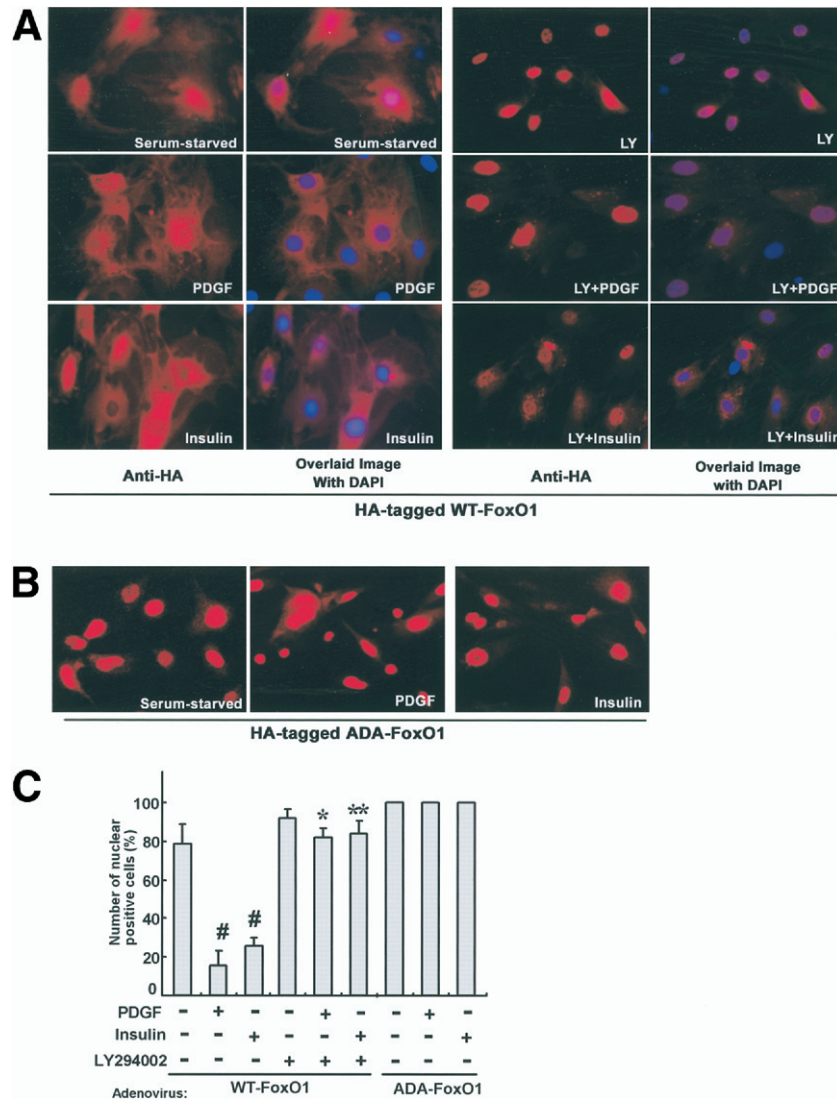 A
Serum-starved
Serum-starved
LY
LY
PDGF
PDGF
LY+PDGF
LY+PDGF
Insulin
Insulin
LY+Insulin
LY+Insulin
Anti-HA
Overlaid Image
With DAPI
Anti-HA
Overlaid Image
with DAPI
HA-tagged WT-FoxO1
B
Serum-starved
PDGF
Insulin
HA-tagged ADA-FoxO1
C
Number of nuclear
positive cells (%)
100
80
60
40
20
0
# # * **
PDGF - + - - + - - + -
Insulin - - + - - + - - +
LY294002 - - - + + + - - -
Adenovirus: WT-FoxO1 ADA-FoxO1